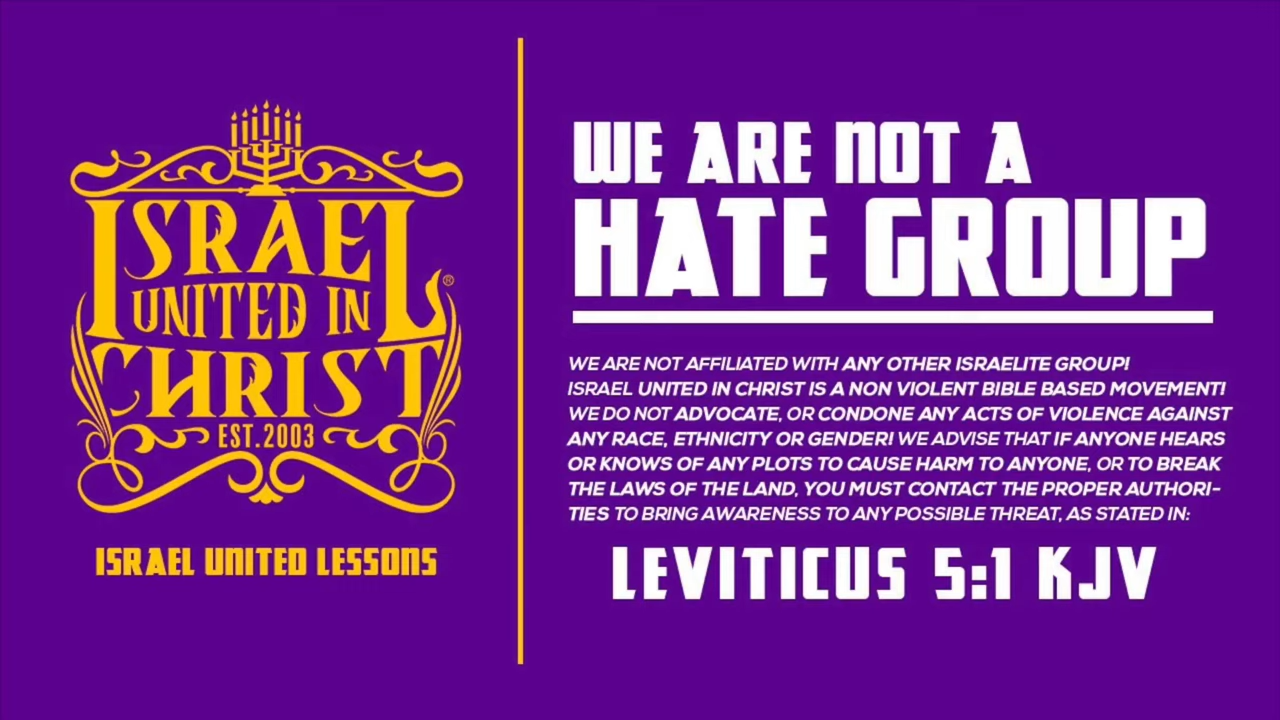 ISRAEL
UNITED IN
CHRIST®
EST. 2003
ISRAEL UNITED LESSONS
WE ARE NOT A
HATE GROUP
WE ARE NOT AFFILIATED WITH ANY OTHER ISRAELITE GROUP!
ISRAEL UNITED IN CHRIST IS A NON VIOLENT BIBLE BASED MOVEMENT!
WE DO NOT ADVOCATE, OR CONDONE ANY ACTS OF VIOLENCE AGAINST
ANY RACE, ETHNICITY OR GENDER! WE ADVISE THAT IF ANYONE HEARS
OR KNOWS OF ANY PLOTS TO CAUSE HARM TO ANYONE, OR TO BREAK
THE LAWS OF THE LAND, YOU MUST CONTACT THE PROPER AUTHORI-
TIES TO BRING AWARENESS TO ANY POSSIBLE THREAT, AS STATED IN:
LEVITICUS 5:1 KJV